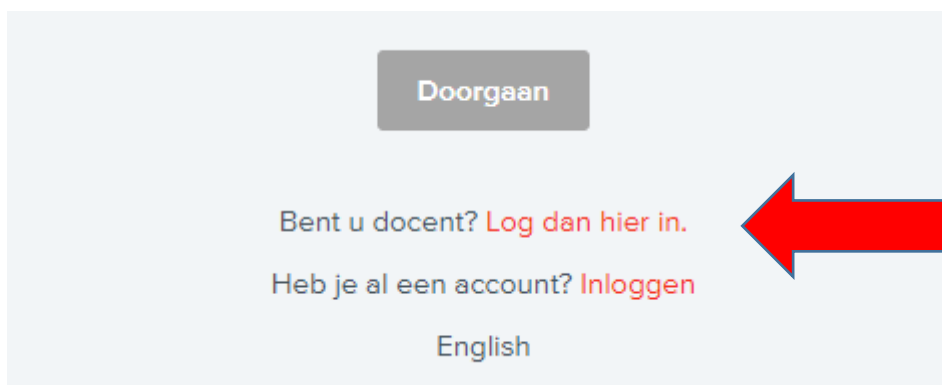 Doorgaan
Bent u docent? Log dan hier in.
Heb je al een account? Inloggen
English